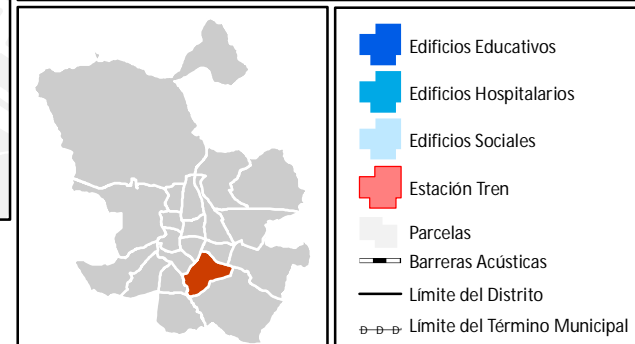 Edificios Educativos
Edificios Hospitalarios
Edificios Sociales
Estación Tren
Parcelas
Barreras Acústicas
Límite del Distrito
D D D Límite del Término Municipal